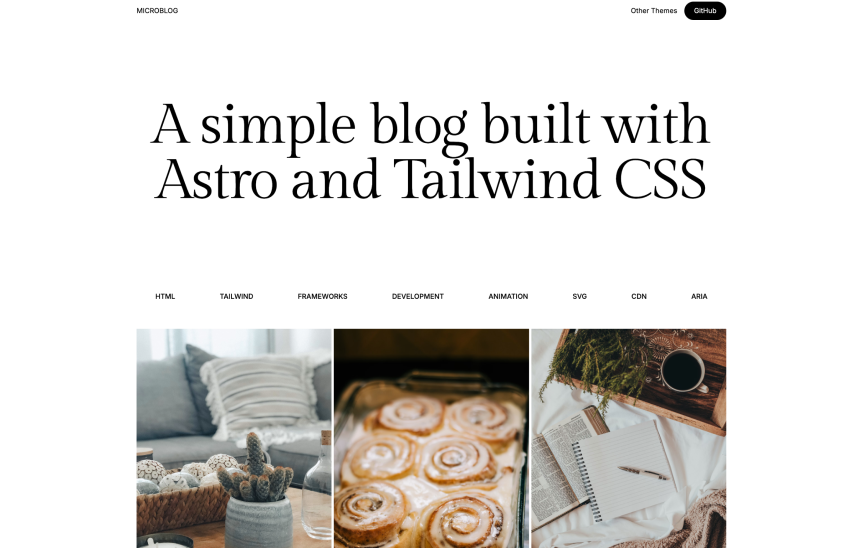 MICROBLOG
Other Themes
GitHub
A simple blog built with
Astro and Tailwind CSS
HTML TAILWIND FRAMEWORKS DEVELOPMENT ANIMATION SVG CDN ARIA